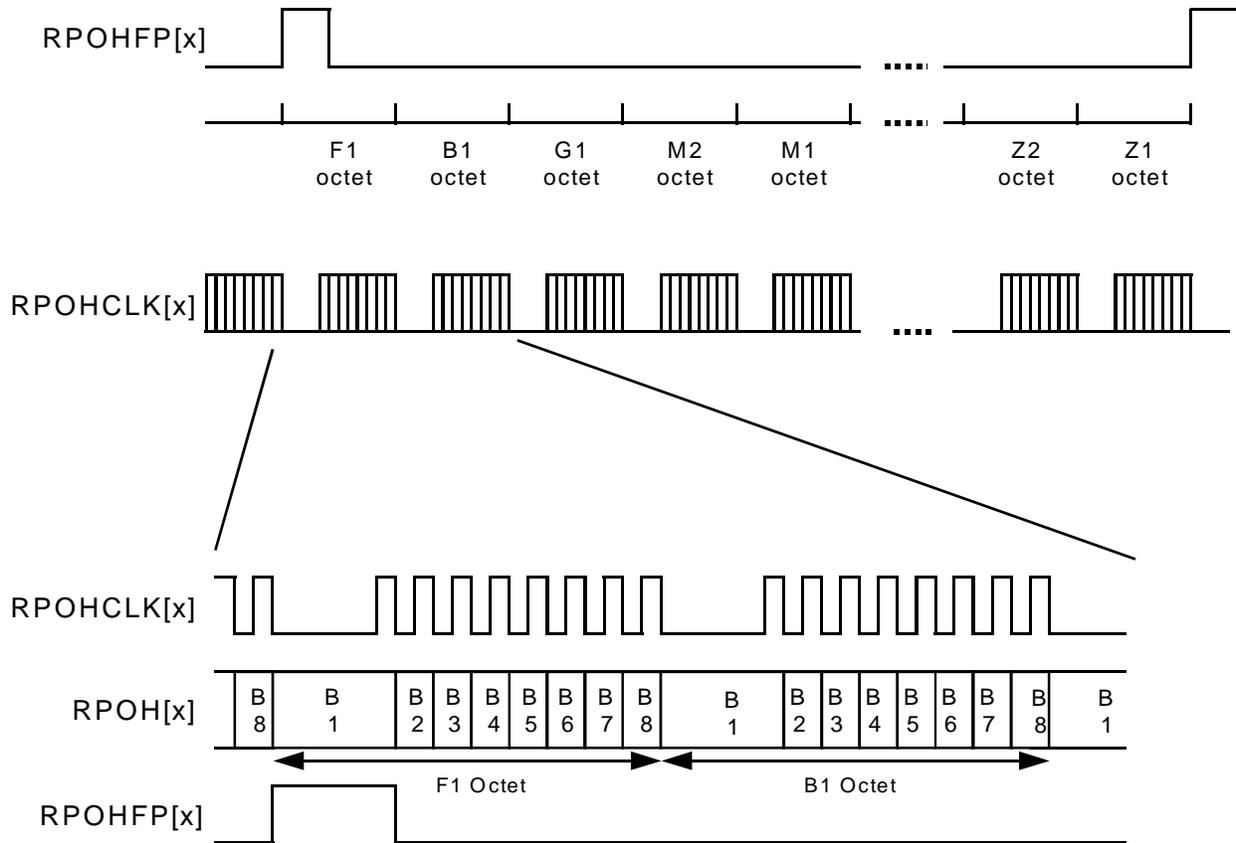 RPOHFP[x]
F1 B1 G1 M2 M1 Z2 Z1
octet octet octet octet octet octet octet
RPOHCLK[x]
RPOHCLK[x]
RPOH[x]
B B B B B B B B B B B B B B B B B B
8 1 2 3 4 5 6 7 8 1 2 3 4 5 6 7 8 1
F1 Octet B1 Octet
RPOHFP[x]